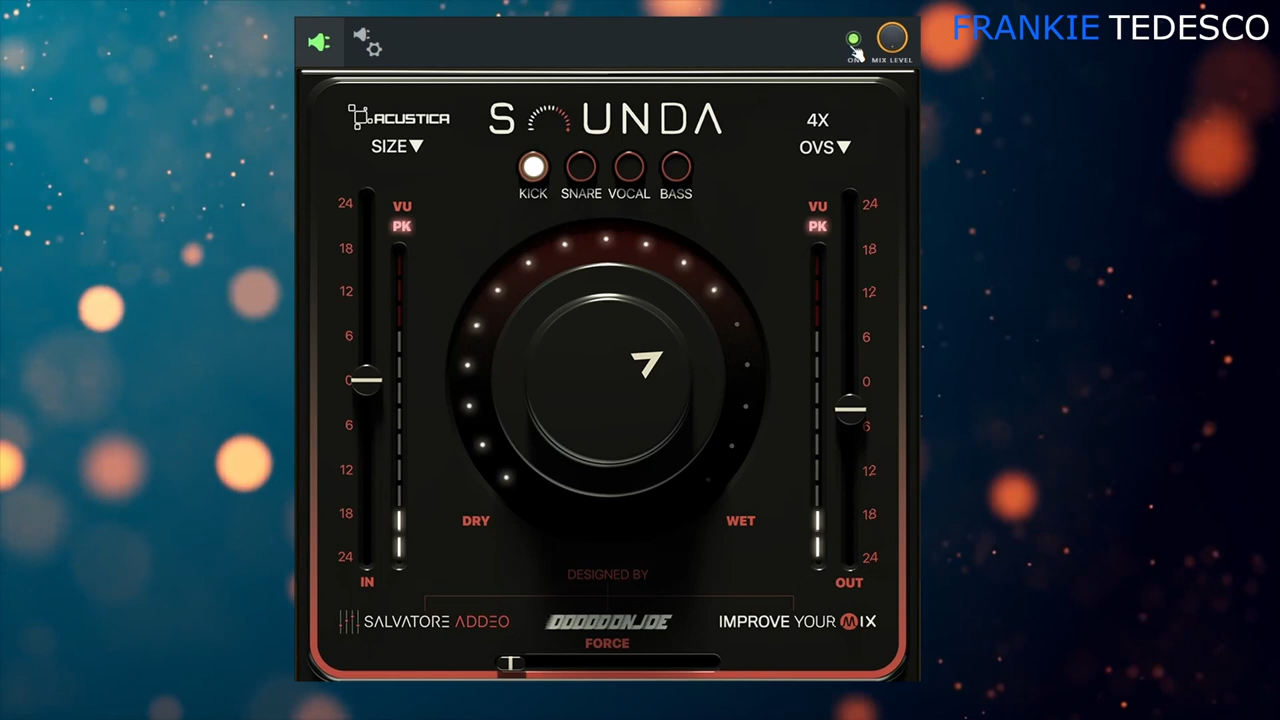 FRANKIE TEDESCO
ON
MIX LEVEL
ACUSTICA
SOUNDA
4X
SIZE▼
OVS▼
KICK SNARE VOCAL BASS
24 VU VU 24
PK PK
18 18
12 12
6 6
0 0
6 6
12 12
18 18
DRY WET
24 24
IN OUT
DESIGNED BY
SALVATORE ADDEO
DODODONJOE
IMPROVE YOUR MIX
FORCE